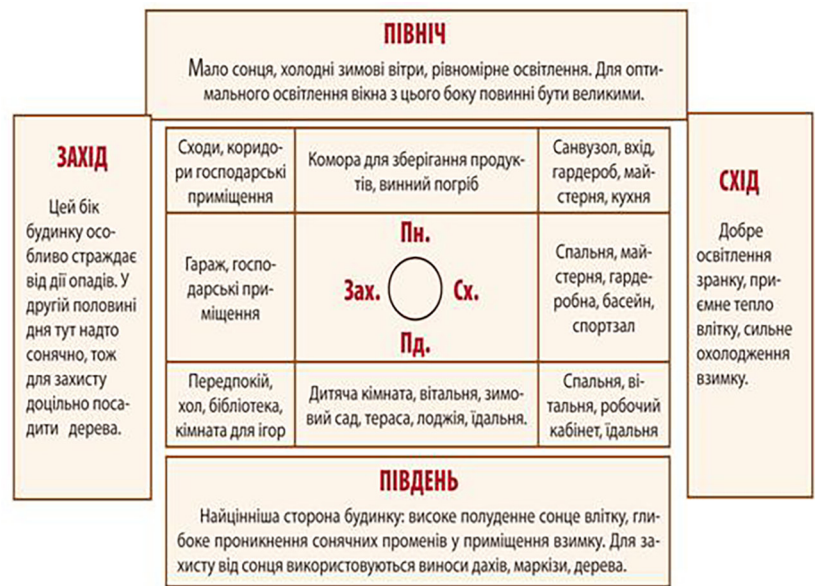 ПІВНІЧ
Мало сонця, холодні зимові вітри, рівномірне освітлення. Для опти-
мального освітлення вікна з цього боку повинні бути великими.
ЗАХІД
Цей бік
будинку осо-
бливо страждає
від дії опадів. У
другій половині
дня тут надто
сонячно, тож
для захисту
доцільно поса-
дити дерева.
Сходи, коридо-
ри господарські
приміщення
Комора для зберігання продук-
тів, винний погріб
Санвузол, вхід,
гардероб, май-
стерня, кухня
Гараж, госпо-
дарські при-
міщення
Пн.
Зах.
Сх.
Пд.
Спальня, май-
стерня, гарде-
робна, басейн,
спортзал
Передпокій,
хол, бібліотека,
кімната для ігор
Дитяча кімната, вітальня, зимо-
вий сад, тераса, лоджія, їдальня.
Спальня, ві-
тальня, робочий
кабінет, їдальня
СХІД
Добре
освітлення
зранку, при-
ємне тепло
влітку, сильне
охолодження
взимку.
ПІВДЕНЬ
Найцінніша сторона будинку: високе полуденне сонце влітку, гли-
боке проникнення сонячних променів у приміщення взимку. Для за-
хисту від сонця використовуються виноси дахів, маркізи, дерева.